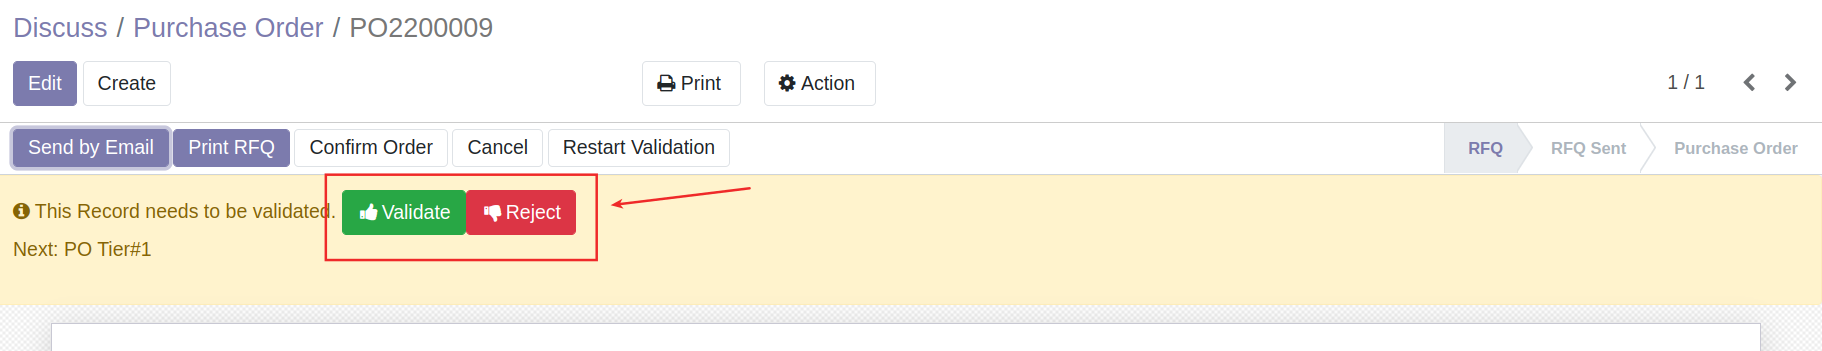 Discuss / Purchase Order / PO2200009
Edit Create Print Action 1 / 1
Send by Email Print RFQ Confirm Order Cancel Restart Validation RFQ RFQ Sent Purchase Order
This Record needs to be validated. Validate Reject
Next: PO Tier#1